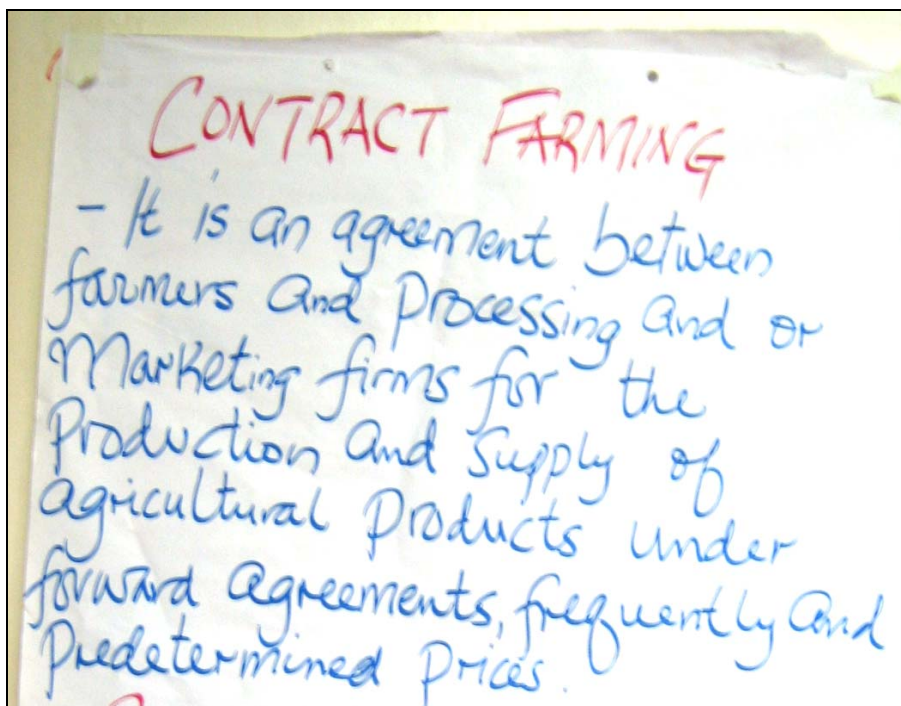 CONTRACT FARMING
- It is an agreement between
farmers and Processing and or
Marketing firms for the
Production and Supply of
agricultural Products under
forward agreements, frequently and
Predetermined Prices.